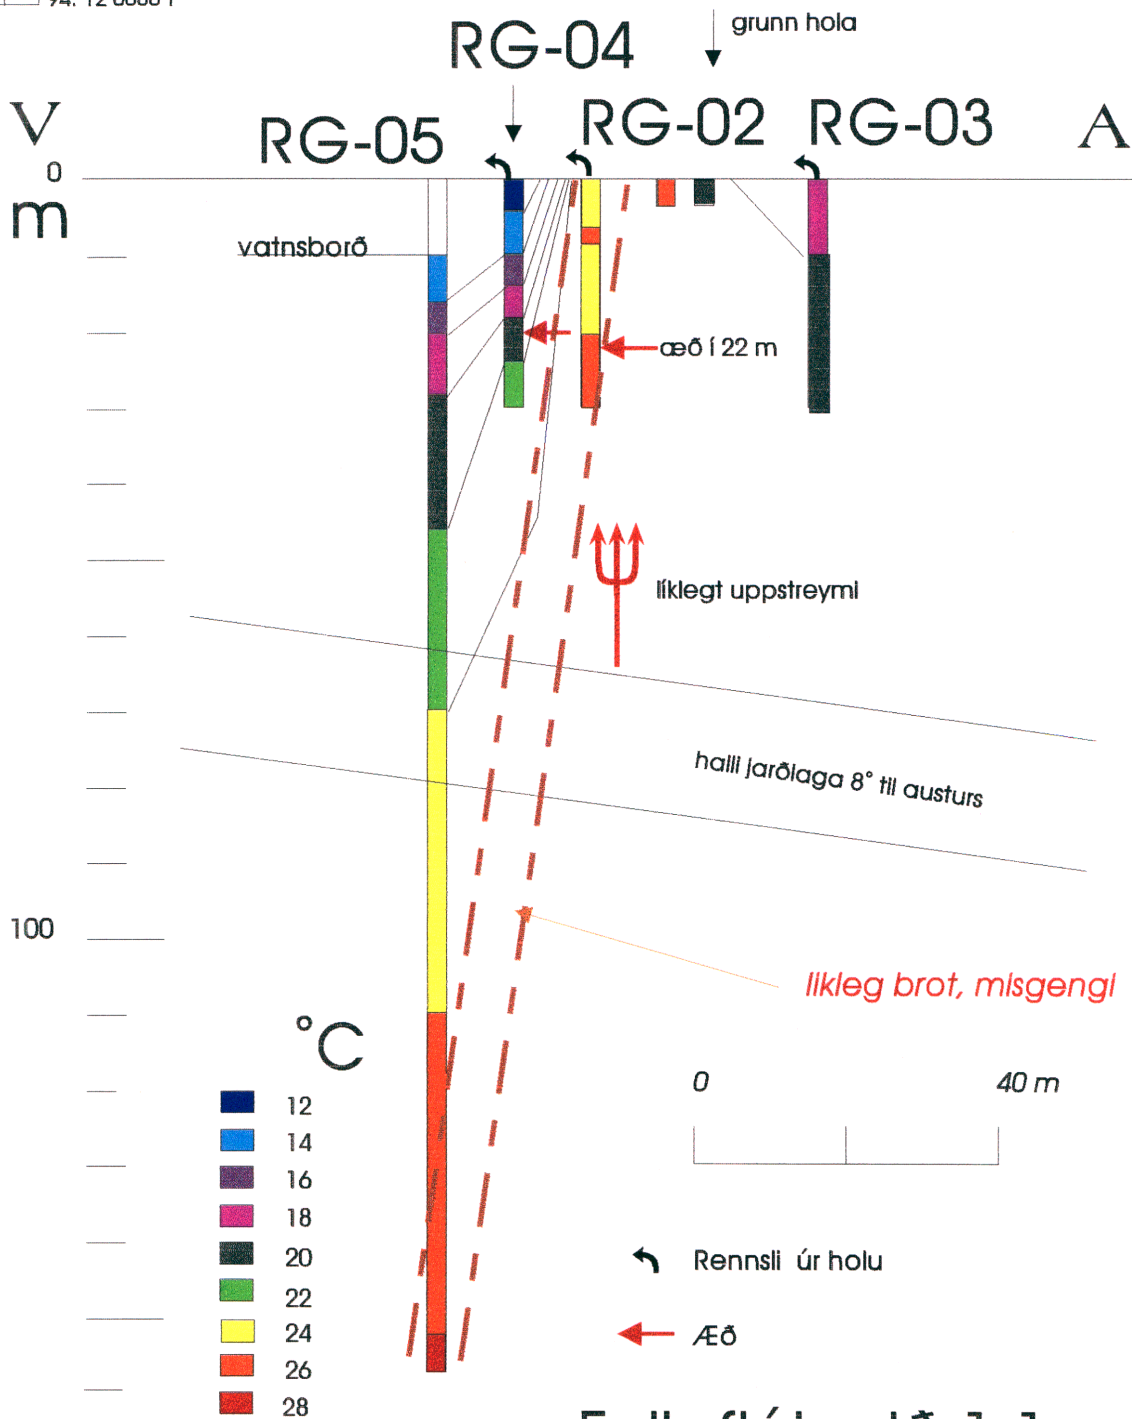 grunn hola
RG-04
V
RG-05
RG-02
RG-03
A
0
m
vatnsborð
æð í 22 m
líklegt uppstreymi
halli jarðlaga 8° til austurs
100
líkleg brot, misgengi
°C
0
40 m
12
14
16
18
20
22
24
26
28
Rennsli úr holu
Æð